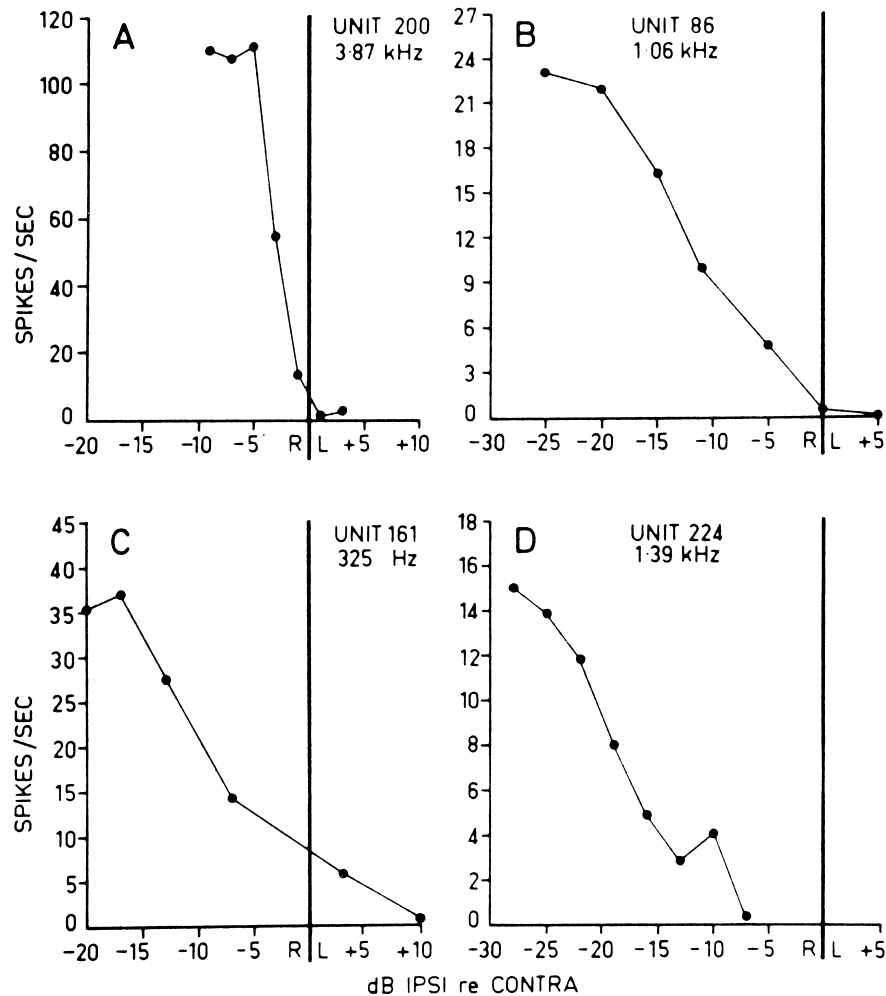 A
UNIT 200
3·87 kHz
120
100
80
60
40
20
0
SPIKES / SEC
-20 -15 -10 -5 R L +5 +10
B
UNIT 86
1·06 kHz
27
24
21
18
15
12
9
6
3
0
-30 -25 -20 -15 -10 -5 R L +5
C
UNIT 161
325 Hz
45
40
35
30
25
20
15
10
5
0
SPIKES /SEC
-20 -15 -10 -5 R L +5 +10
D
UNIT 224
1·39 kHz
18
16
14
12
10
8
6
4
2
0
-30 -25 -20 -15 -10 -5 R L +5
dB IPSI re CONTRA